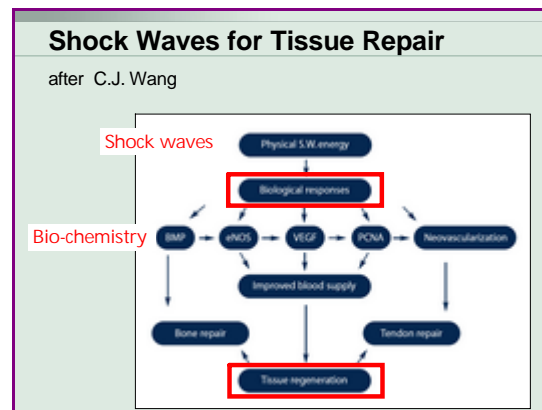 Shock Waves for Tissue Repair
after C.J. Wang
Shock waves
Physical S.W. energy
Biological responses
Bio-chemistry
BMP
eNOS
VEGF
PCNA
Neovascularization
Improved blood supply
Bone repair
Tendon repair
Tissue regeneration